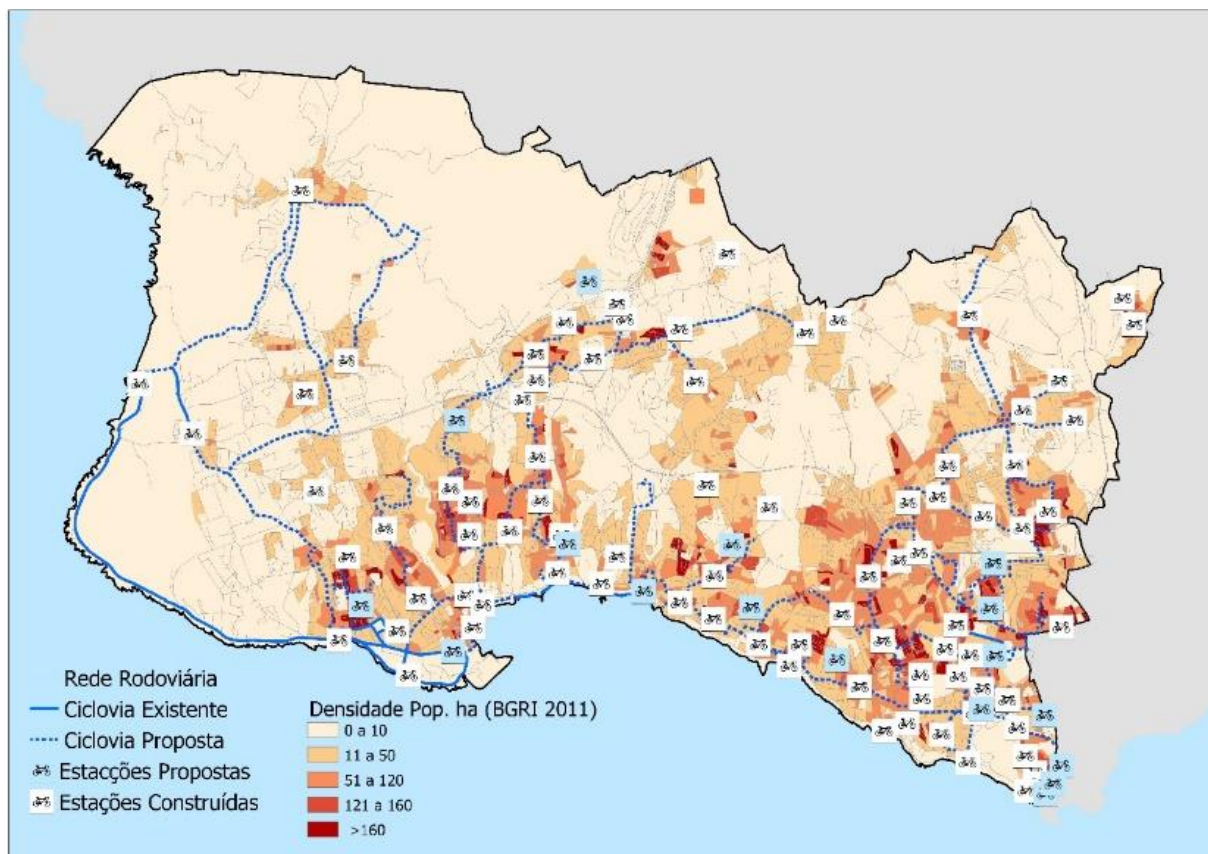 Rede Rodoviária
Ciclovia Existente
Ciclovia Proposta
Estacções Propostas
Estações Construídas
Densidade Pop. ha (BGRI 2011)
0 a 10
11 a 50
51 a 120
121 a 160
>160